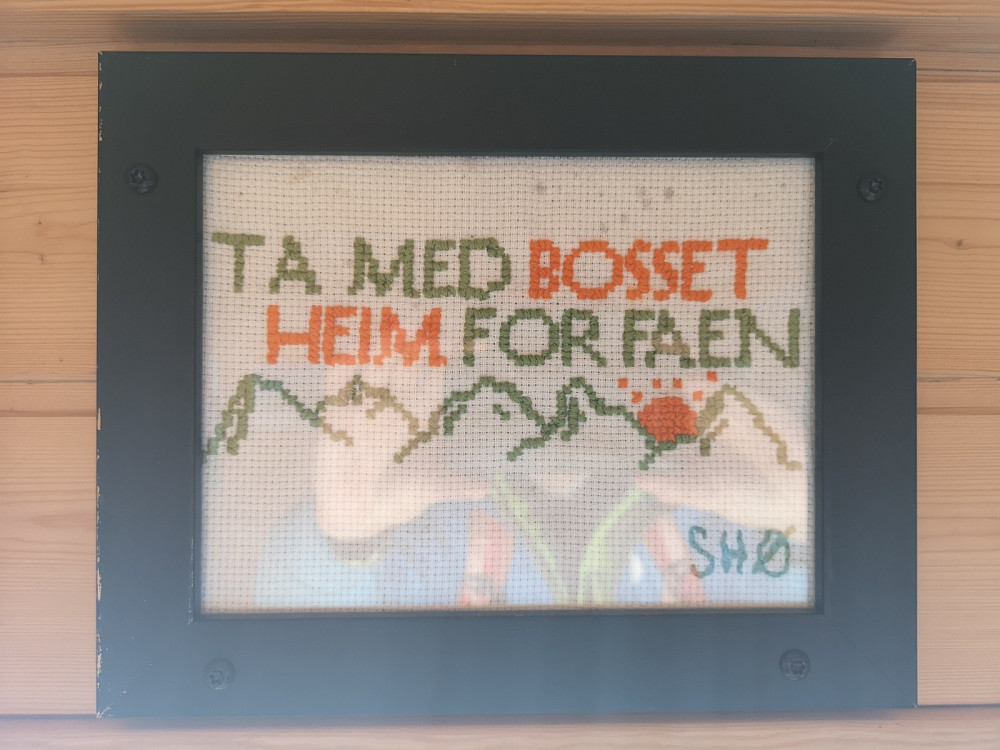 TA MED BOSSET
HEIM FOR FAEN
SHØ